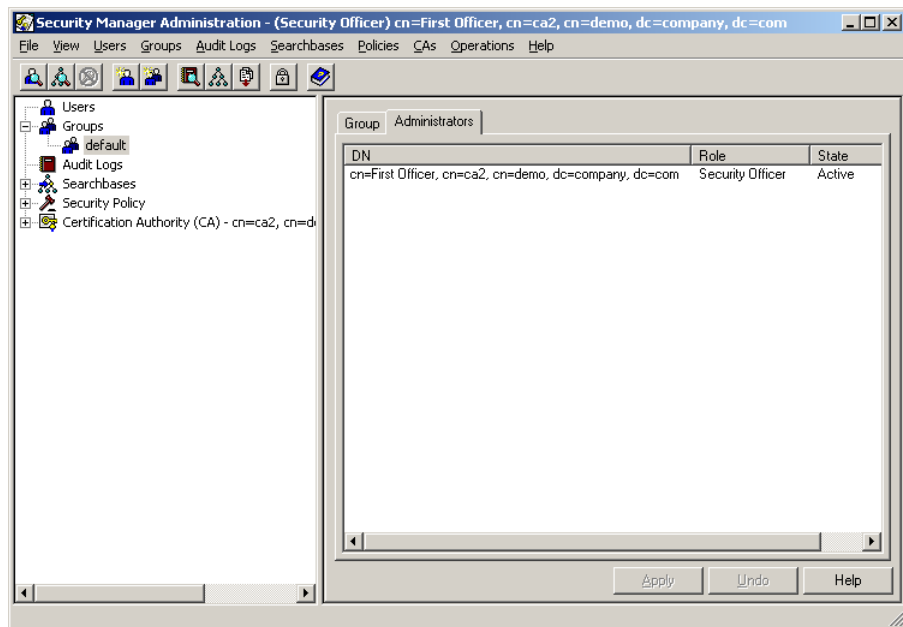 Security Manager Administration - (Security Officer) cn=First Officer, cn=ca2, cn=demo, dc=company, dc=com
File View Users Groups Audit Logs Searchbases Policies CAs Operations Help
Users
Groups
default
Audit Logs
Searchbases
Security Policy
Certification Authority (CA) - cn=ca2, cn=d
Group Administrators
DN Role State
cn=First Officer, cn=ca2, cn=demo, dc=company, dc=com Security Officer Active
Apply Undo Help